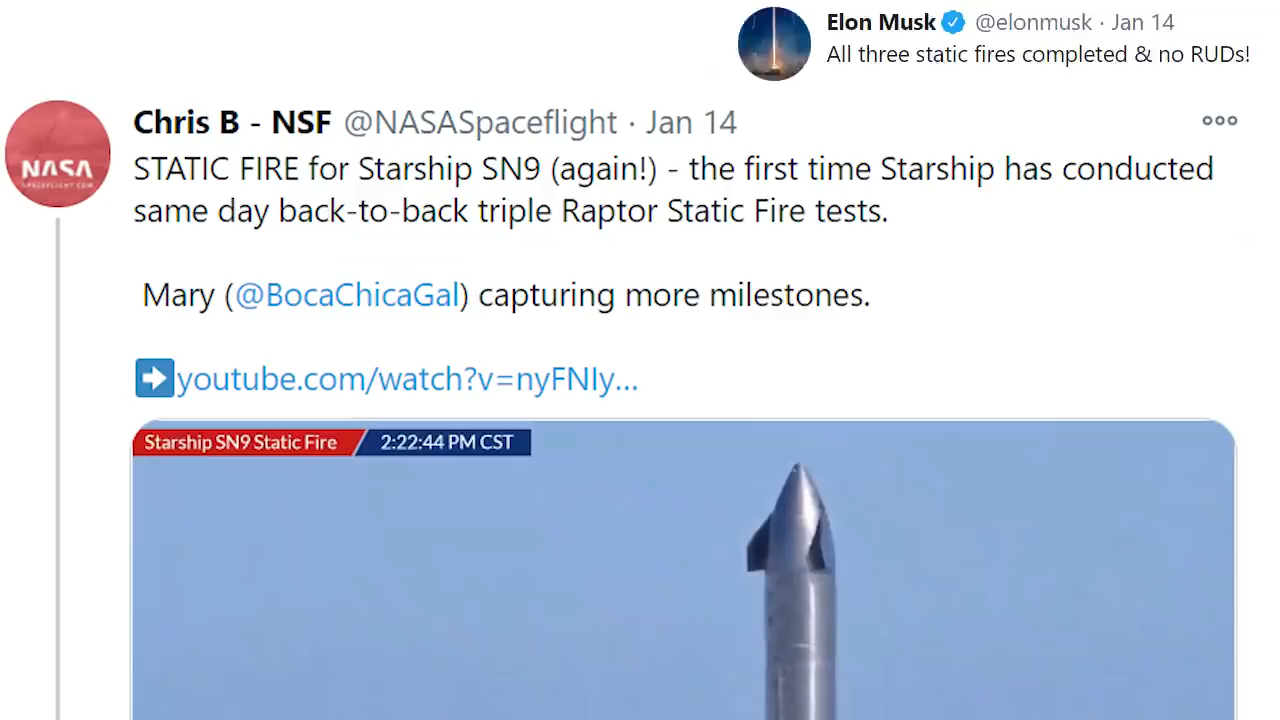 Elon Musk @elonmusk · Jan 14
All three static fires completed & no RUDs!
Chris B - NSF @NASASpaceflight · Jan 14
NASA
SPACEFLIGHT.COM
STATIC FIRE for Starship SN9 (again!) - the first time Starship has conducted
same day back-to-back triple Raptor Static Fire tests.
Mary (@BocaChicaGal) capturing more milestones.
youtube.com/watch?v=nyFNIy...
Starship SN9 Static Fire 2:22:44 PM CST